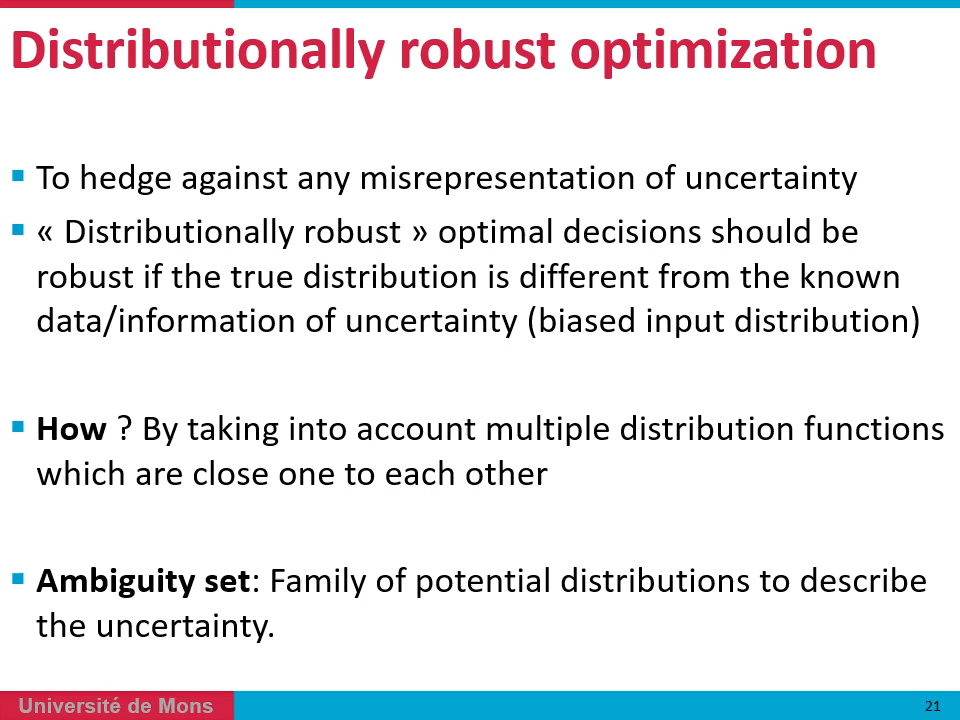 Distributionally robust optimization
▪ To hedge against any misrepresentation of uncertainty
▪ « Distributionally robust » optimal decisions should be
robust if the true distribution is different from the known
data/information of uncertainty (biased input distribution)
▪ How ? By taking into account multiple distribution functions
which are close one to each other
▪ Ambiguity set: Family of potential distributions to describe
the uncertainty.
Université de Mons
21